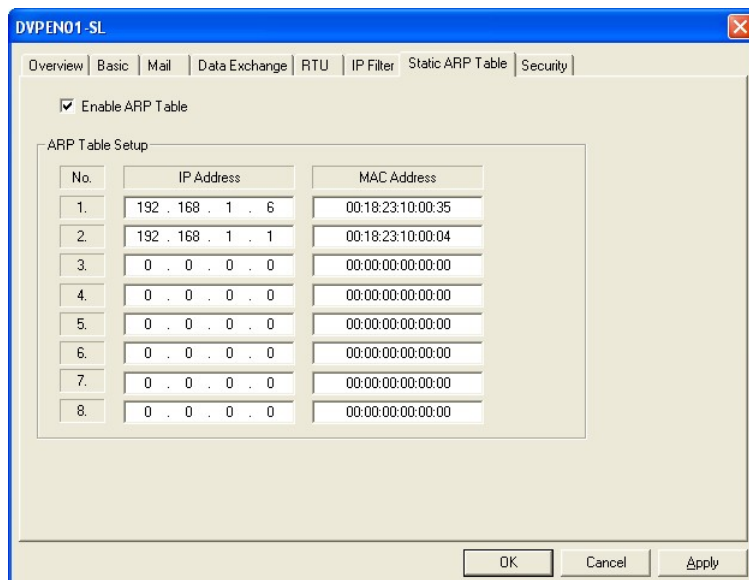 DVPEN01-SL
Overview Basic Mail Data Exchange RTU IP Filter Static ARP Table Security
Enable ARP Table
ARP Table Setup
No. IP Address MAC Address
1. 192 . 168 . 1 . 6 00:18:23:10:00:35
2. 192 . 168 . 1 . 1 00:18:23:10:00:04
3. 0 . 0 . 0 . 0 00:00:00:00:00:00
4. 0 . 0 . 0 . 0 00:00:00:00:00:00
5. 0 . 0 . 0 . 0 00:00:00:00:00:00
6. 0 . 0 . 0 . 0 00:00:00:00:00:00
7. 0 . 0 . 0 . 0 00:00:00:00:00:00
8. 0 . 0 . 0 . 0 00:00:00:00:00:00
OK Cancel Apply